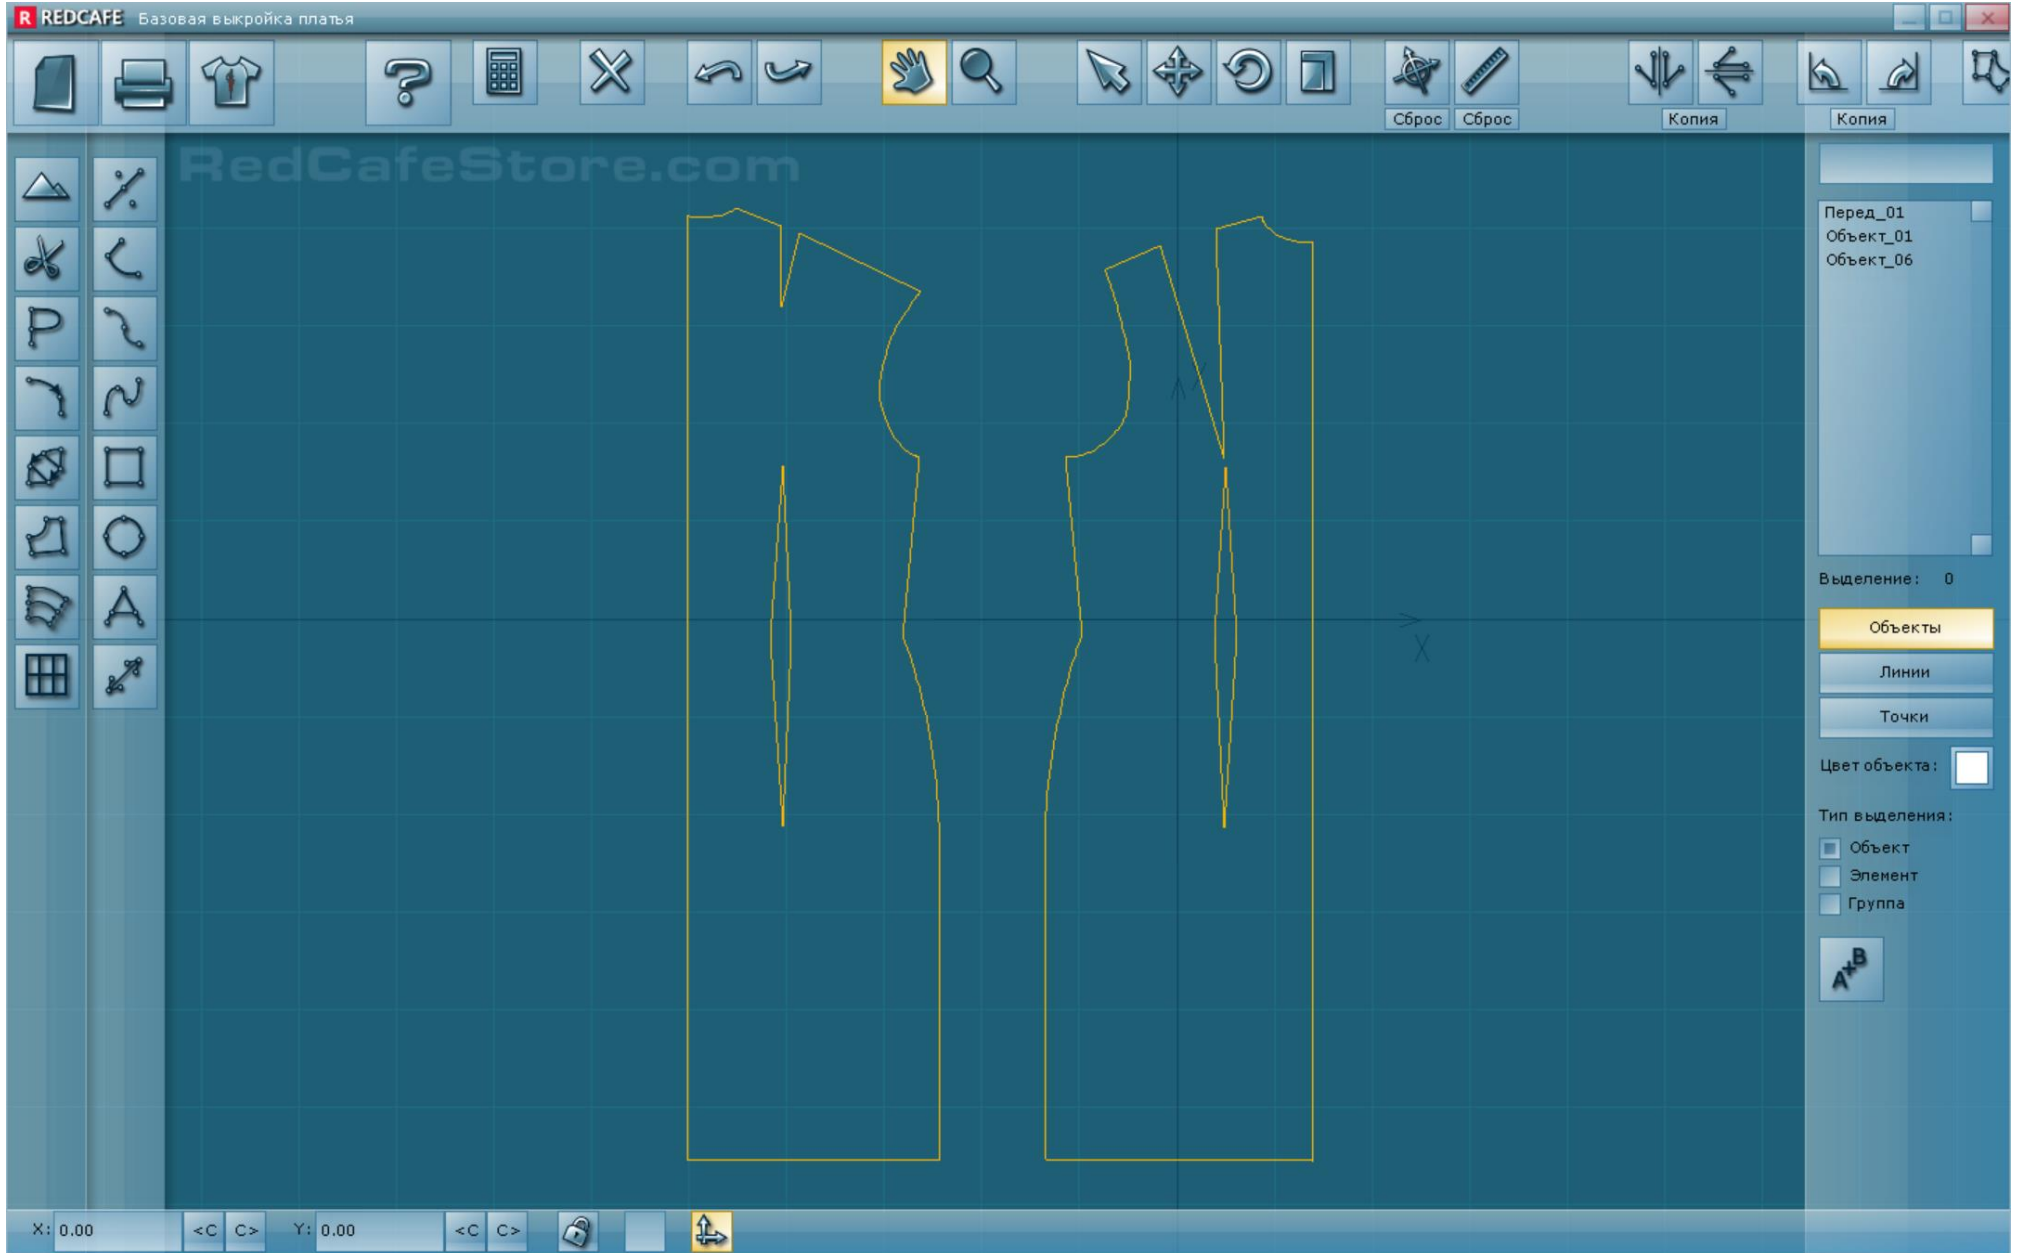 R REDCAFE Базовая выкройка платья
Сброс Сброс Копия Копия
RedCafeStore.com
Перед_01
Объект_01
Объект_06
Выделение: 0
Объекты
Линии
Точки
Цвет объекта:
Тип выделения:
Объект
Элемент
Группа
A+B
X
X: 0.00 <C C> Y: 0.00 <C C>